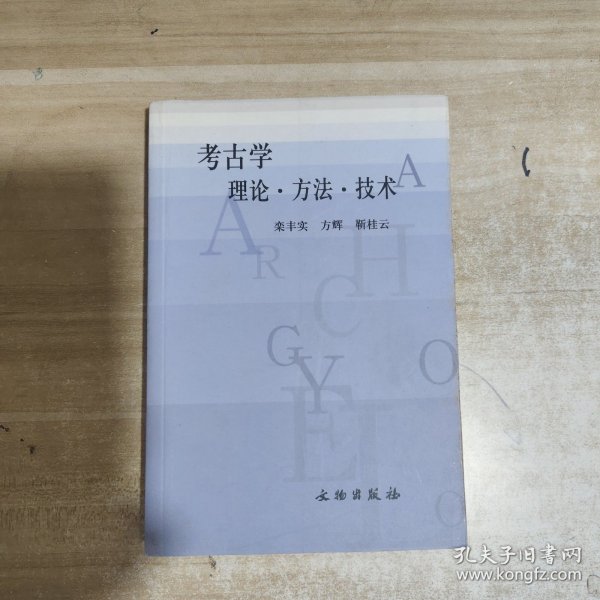 考古学
理论·方法·技术
栾丰实 方辉 靳桂云
A
A
R
H
C
G
Y
O
E
L
O
文物出版社
孔夫子旧书网
www.kongfz.com